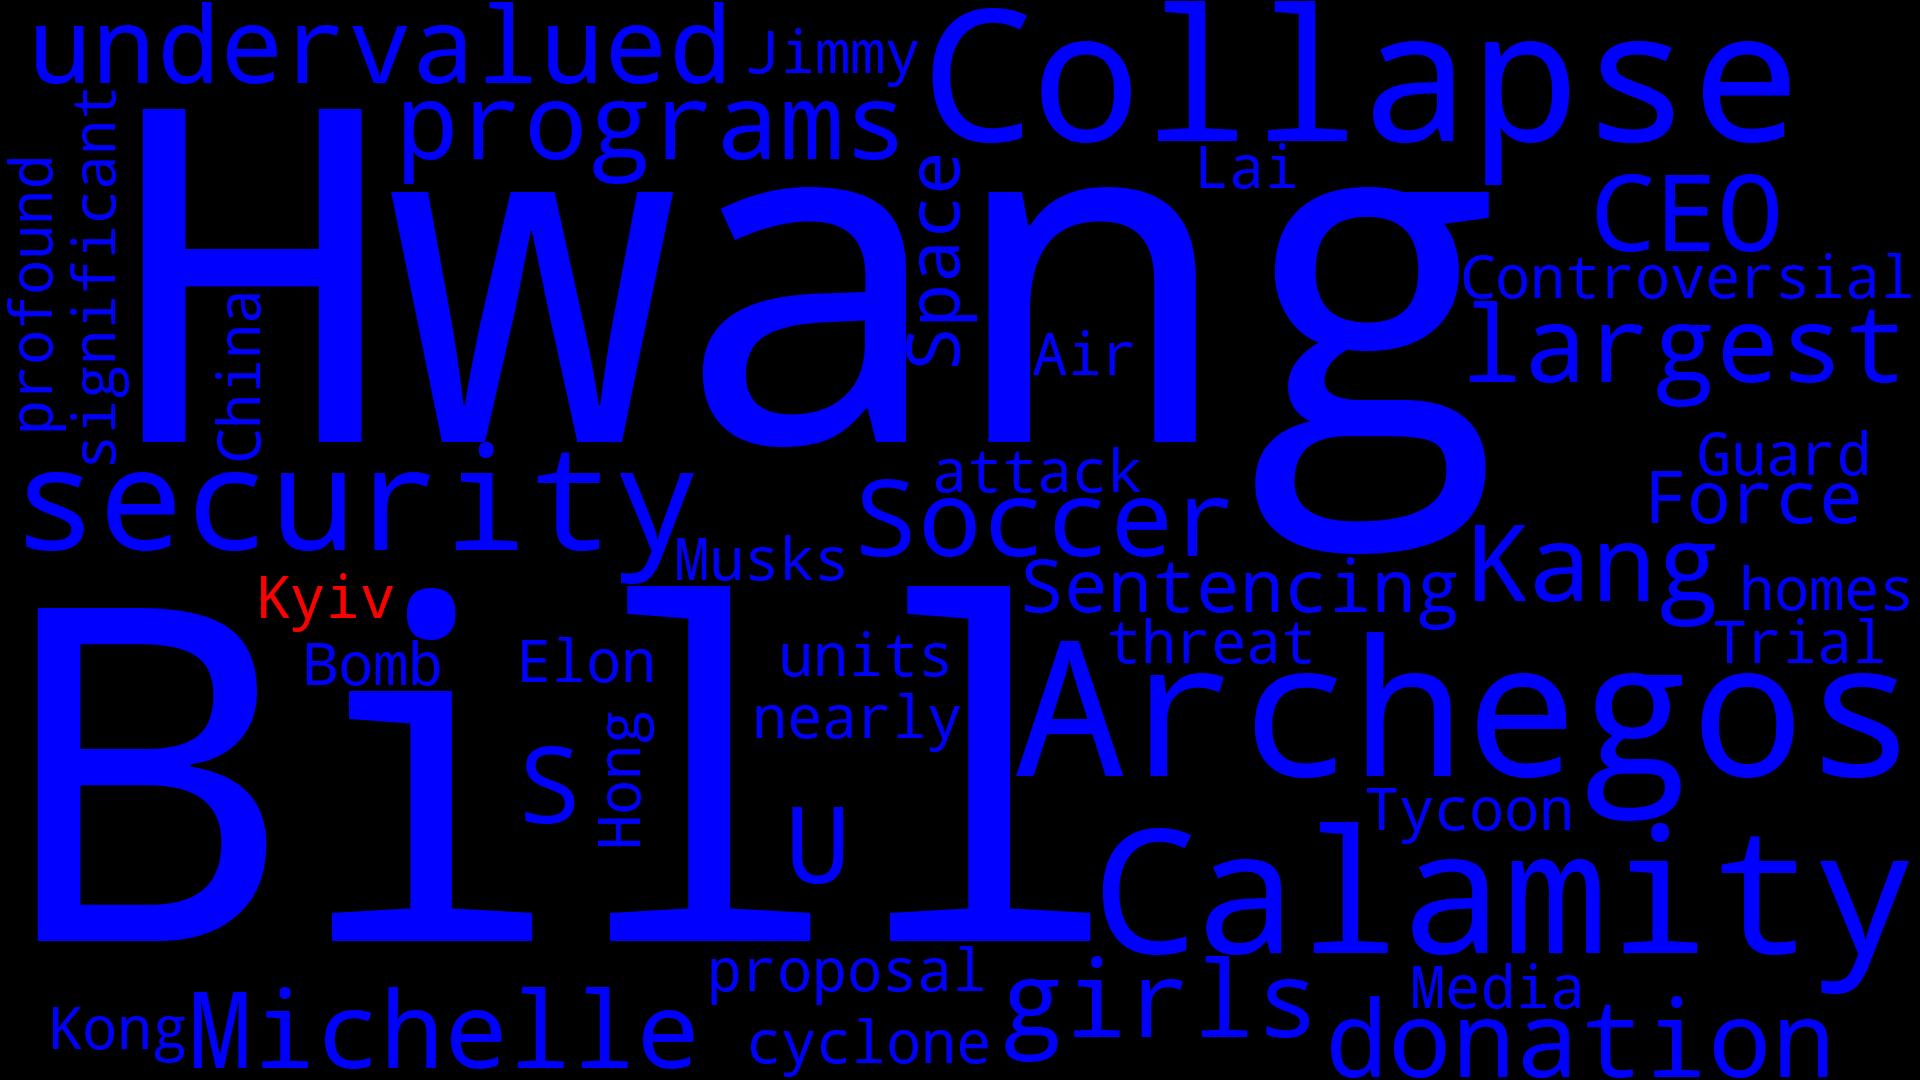 undervalued
Jimmy
Collapse
programs
significant
profound
Hwang
Space
Lai
CEO
Controversial
largest
China
Air
security
attack
Soccer
Guard
Force
Musks
Kang
Sentencing
homes
Kyiv
Bill
Bomb
Elon
units
threat
Trial
Archegos
nearly
Hong
S
U
Tycoon
Calamity
proposal
girls
Media
Kong
Michelle
cyclone
donation